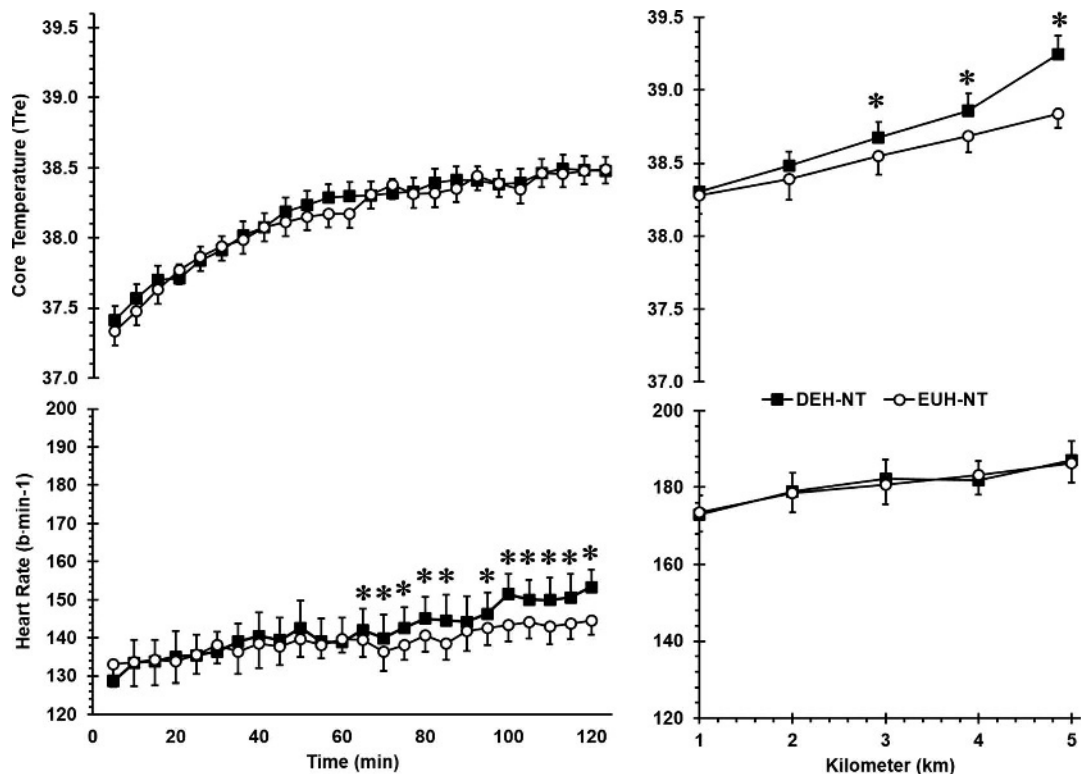 39.5
39.0
38.5
38.0
37.5
37.0
Core Temperature (Tre)
39.5
39.0
38.5
38.0
37.5
37.0
* * *
DEH-NT EUH-NT
200
190
180
170
160
150
140
130
120
Heart Rate (b·min-1)
* * * * * * * * * * *
0 20 40 60 80 100 120
Time (min)
200
180
160
140
120
1 2 3 4 5
Kilometer (km)